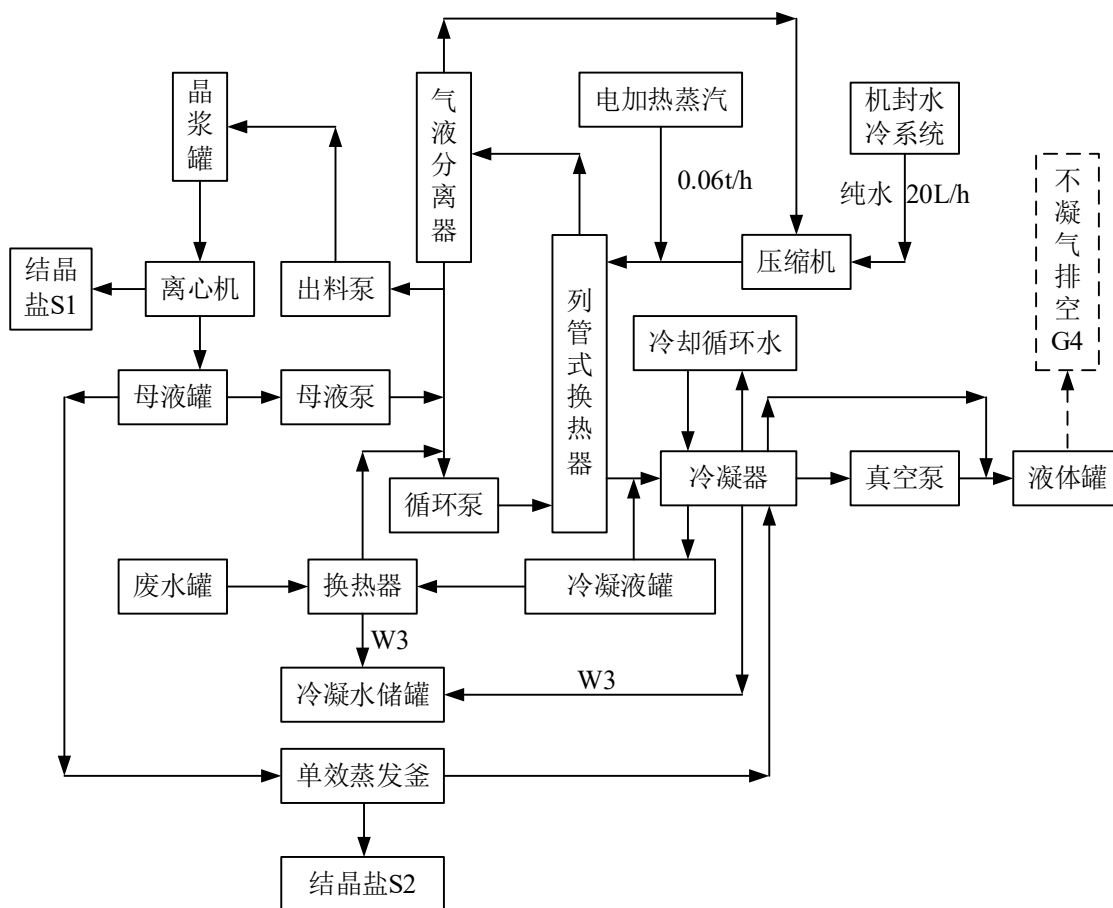 晶浆罐
气液分离器
电加热蒸汽
机封水
冷系统
0.06t/h
纯水 20L/h
不凝气排空G4
结晶
盐S1
离心机
出料泵
列管式换热器
压缩机
冷却循环水
母液罐
母液泵
循环泵
冷凝器
真空泵
液体罐
废水罐
换热器
冷凝液罐
W3
冷凝水储罐
W3
单效蒸发釜
结晶盐S2